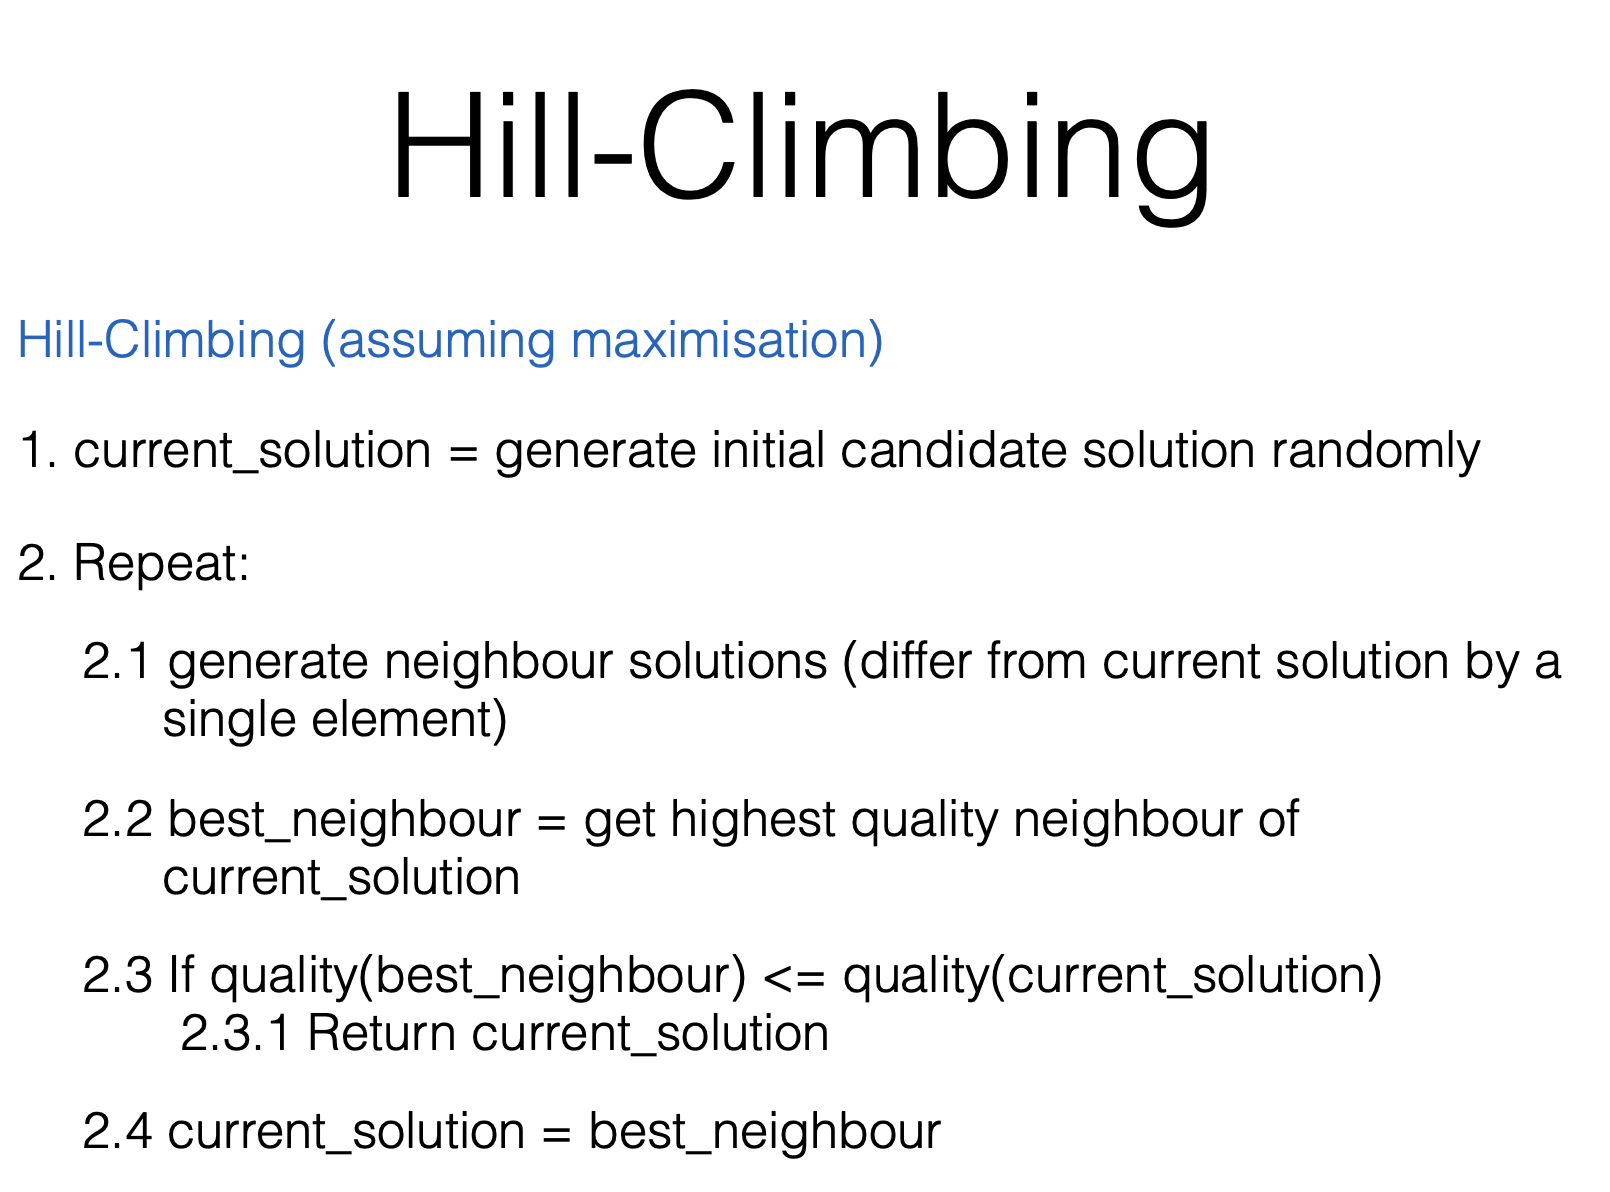 Hill-Climbing
Hill-Climbing (assuming maximisation)
1. current_solution = generate initial candidate solution randomly
2. Repeat:
2.1 generate neighbour solutions (differ from current solution by a
single element)
2.2 best_neighbour = get highest quality neighbour of
current_solution
2.3 If quality(best_neighbour) <= quality(current_solution)
2.3.1 Return current_solution
2.4 current_solution = best_neighbour